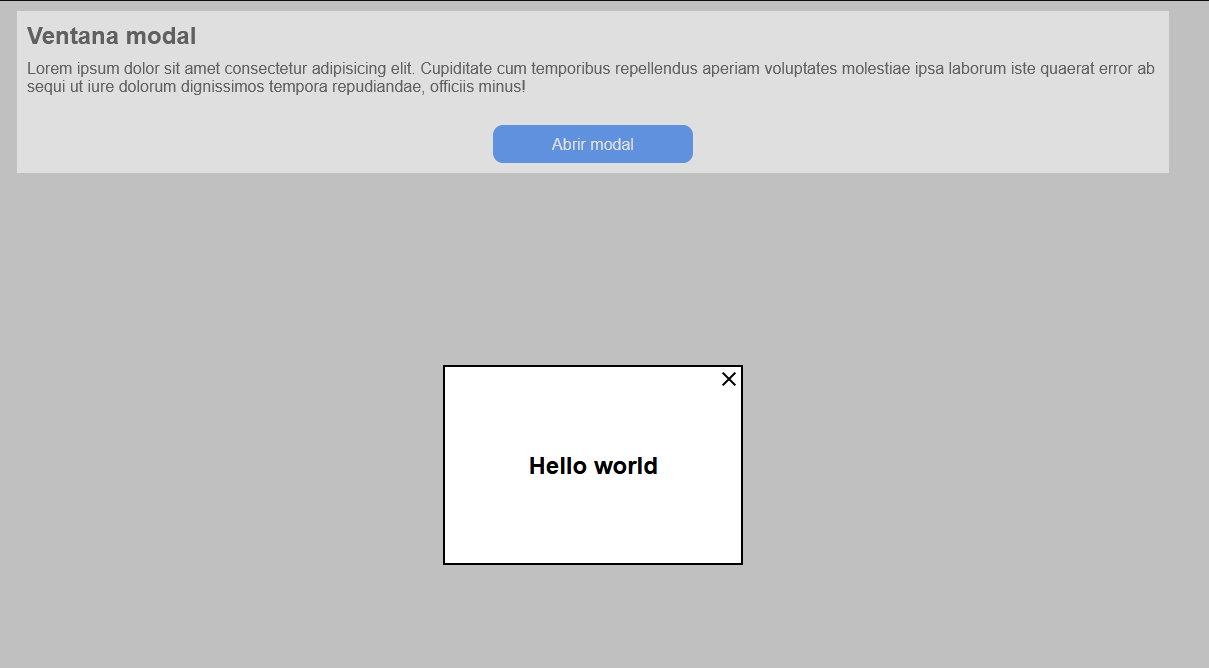 Ventana modal
Lorem ipsum dolor sit amet consectetur adipisicing elit. Cupiditate cum temporibus repellendus aperiam voluptates molestiae ipsa laborum iste quaerat error ab
sequi ut iure dolorum dignissimos tempora repudiandae, officiis minus!
Abrir modal
Hello world